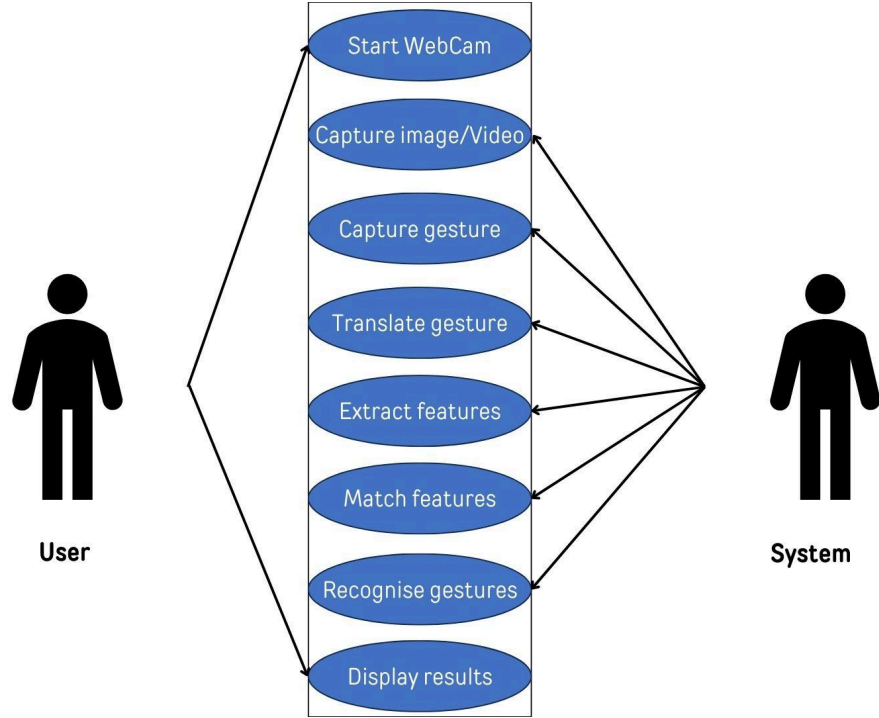 Start WebCam
Capture image/Video
Capture gesture
Translate gesture
Extract features
Match features
Recognise gestures
Display results
User
System